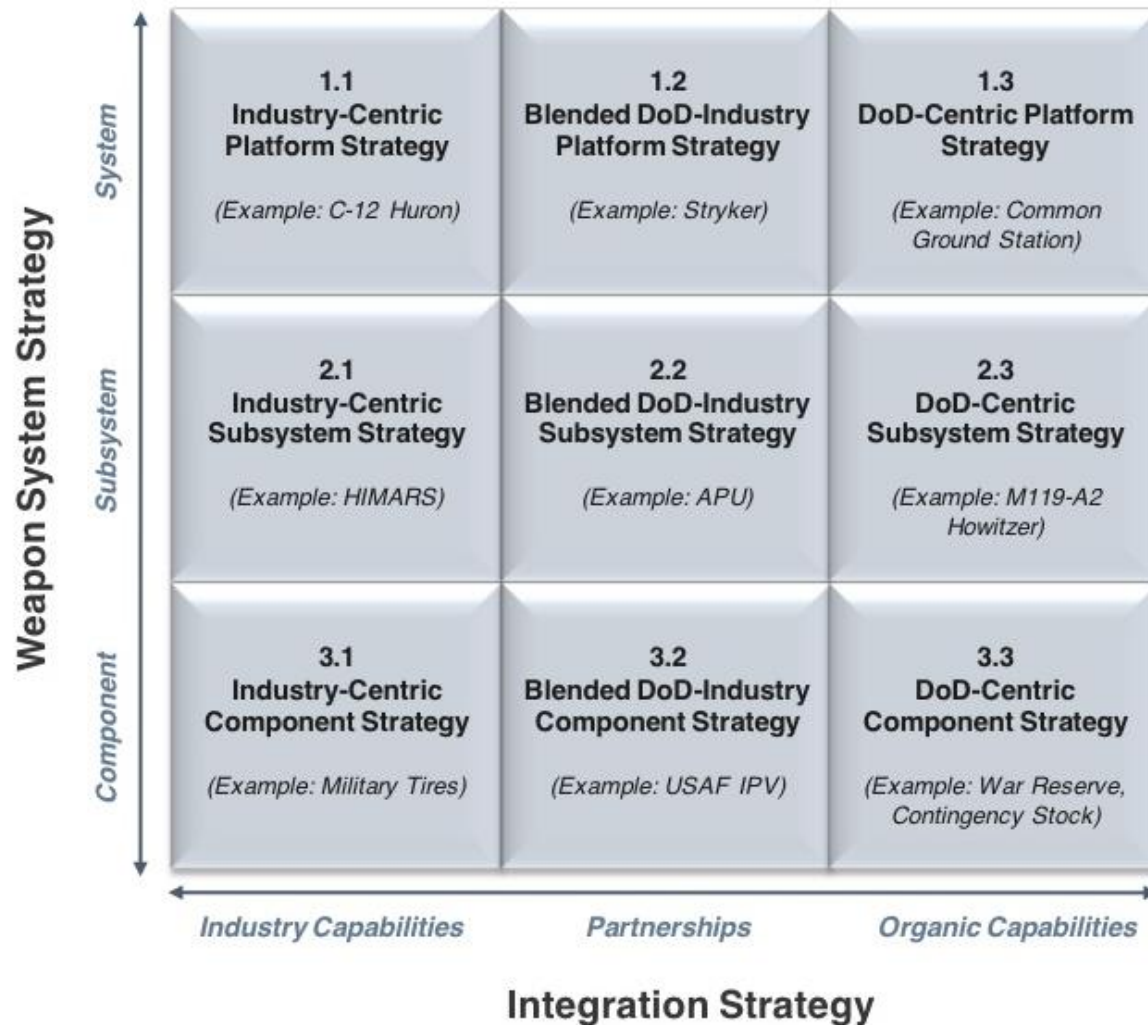 Weapon System Strategy
System
1.1
Industry-Centric
Platform Strategy
(Example: C-12 Huron)
1.2
Blended DoD-Industry
Platform Strategy
(Example: Stryker)
1.3
DoD-Centric Platform
Strategy
(Example: Common
Ground Station)
Subsystem
2.1
Industry-Centric
Subsystem Strategy
(Example: HIMARS)
2.2
Blended DoD-Industry
Subsystem Strategy
(Example: APU)
2.3
DoD-Centric
Subsystem Strategy
(Example: M119-A2
Howitzer)
Component
3.1
Industry-Centric
Component Strategy
(Example: Military Tires)
3.2
Blended DoD-Industry
Component Strategy
(Example: USAF IPV)
3.3
DoD-Centric
Component Strategy
(Example: War Reserve,
Contingency Stock)
Industry Capabilities
Partnerships
Organic Capabilities
Integration Strategy